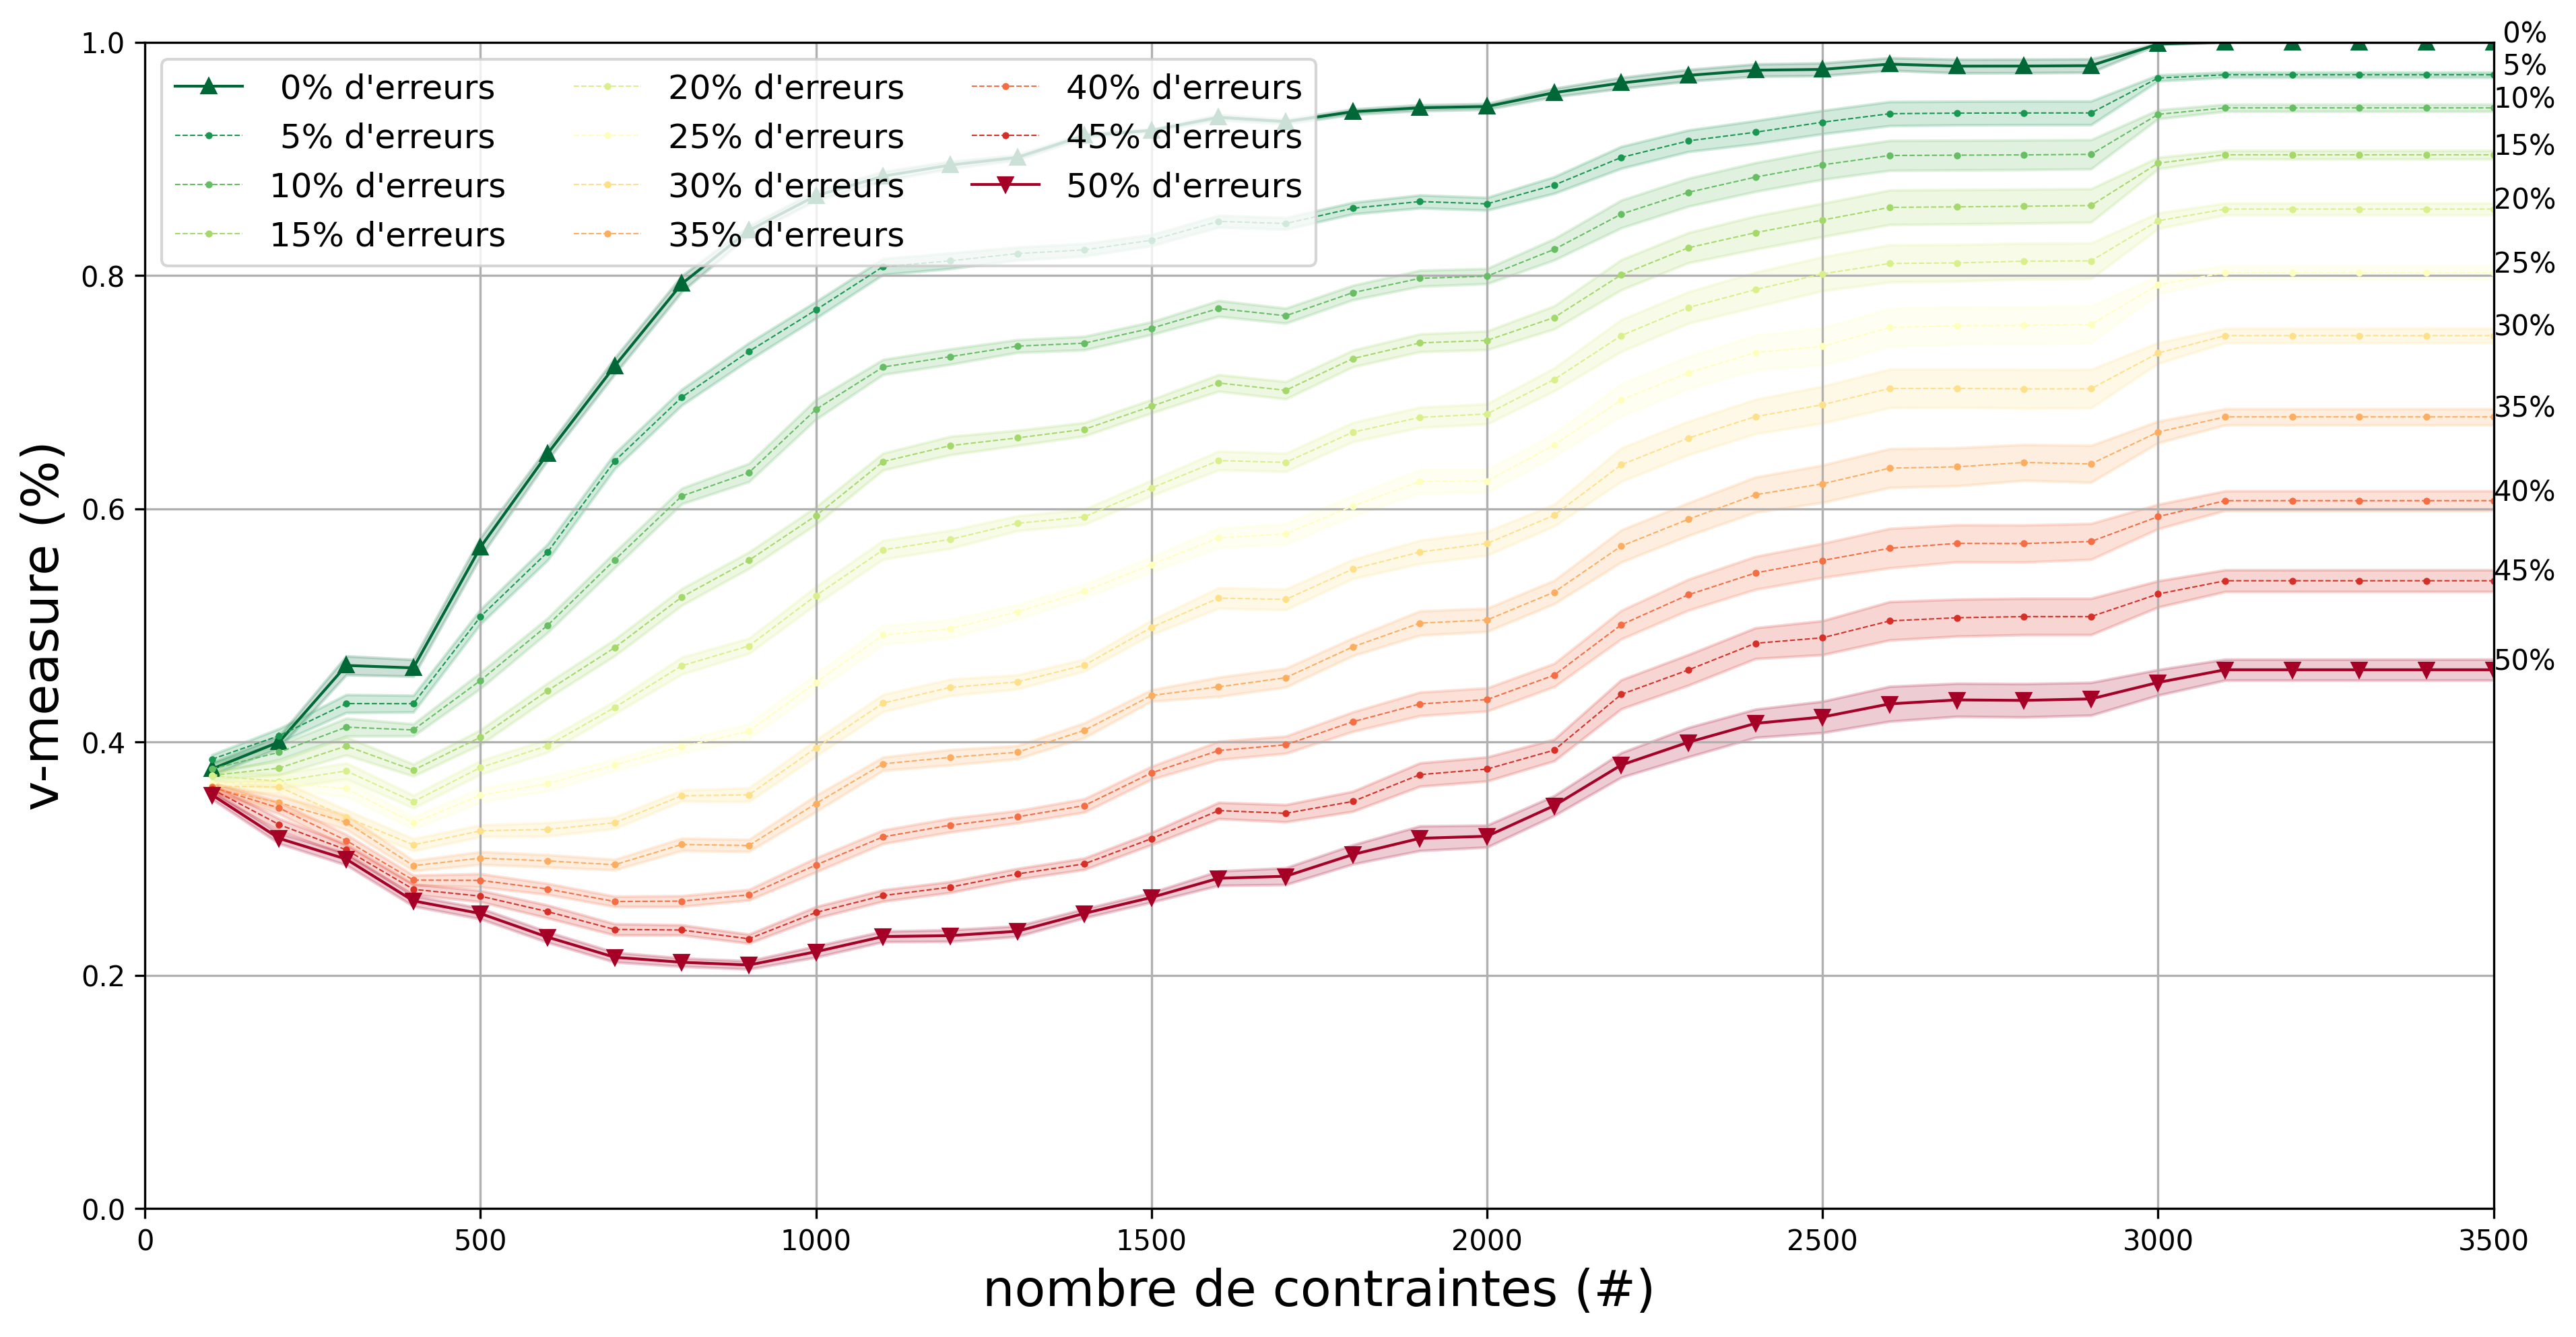 v-measure (%)
1.0
0.8
0.6
0.4
0.2
0.0
0% d'erreurs
5% d'erreurs
10% d'erreurs
15% d'erreurs
20% d'erreurs
25% d'erreurs
30% d'erreurs
35% d'erreurs
40% d'erreurs
45% d'erreurs
50% d'erreurs
0%
5%
10%
15%
20%
25%
30%
35%
40%
45%
50%
0 500 1000 1500 2000 2500 3000 3500
nombre de contraintes (#)